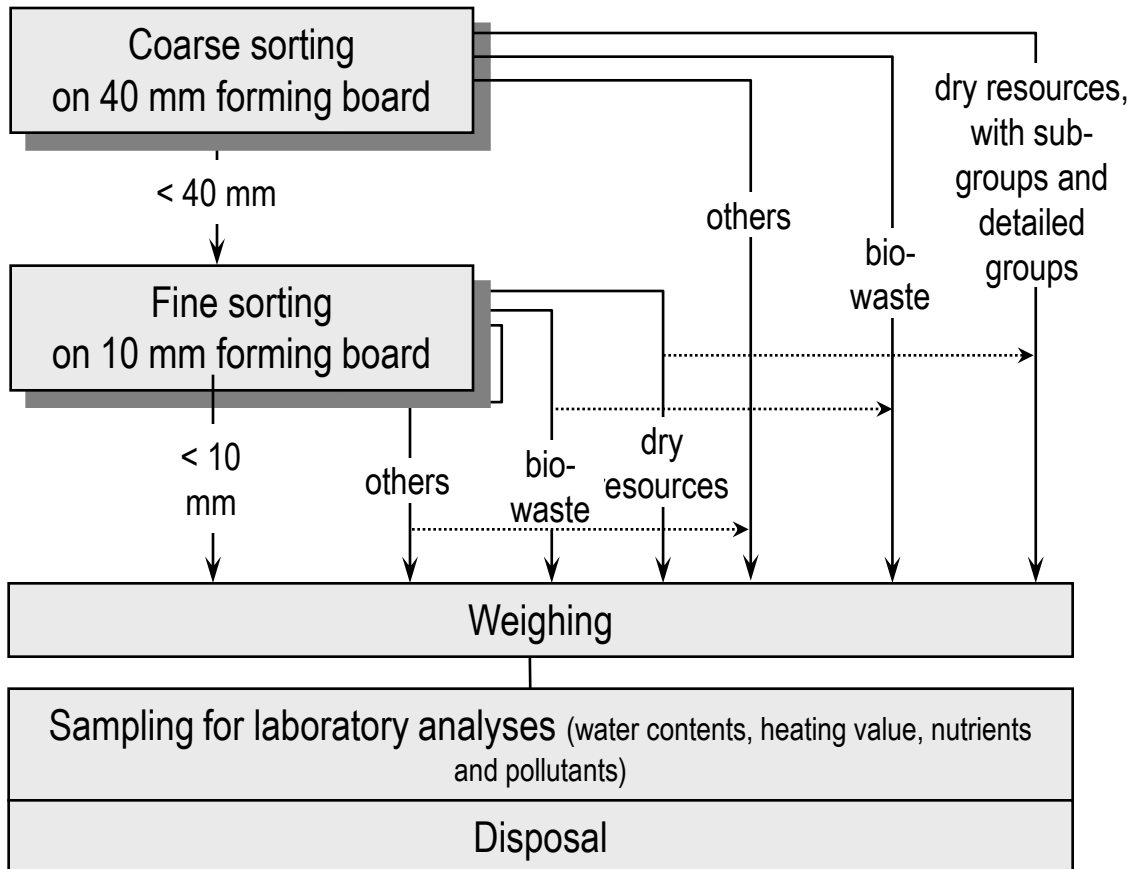 Coarse sorting
on 40 mm forming board
dry resources,
with sub-
groups and
detailed
groups
< 40 mm
others
bio-
waste
Fine sorting
on 10 mm forming board
< 10
mm
others
bio-
waste
dry
resources
Weighing
Sampling for laboratory analyses (water contents, heating value, nutrients
and pollutants)
Disposal